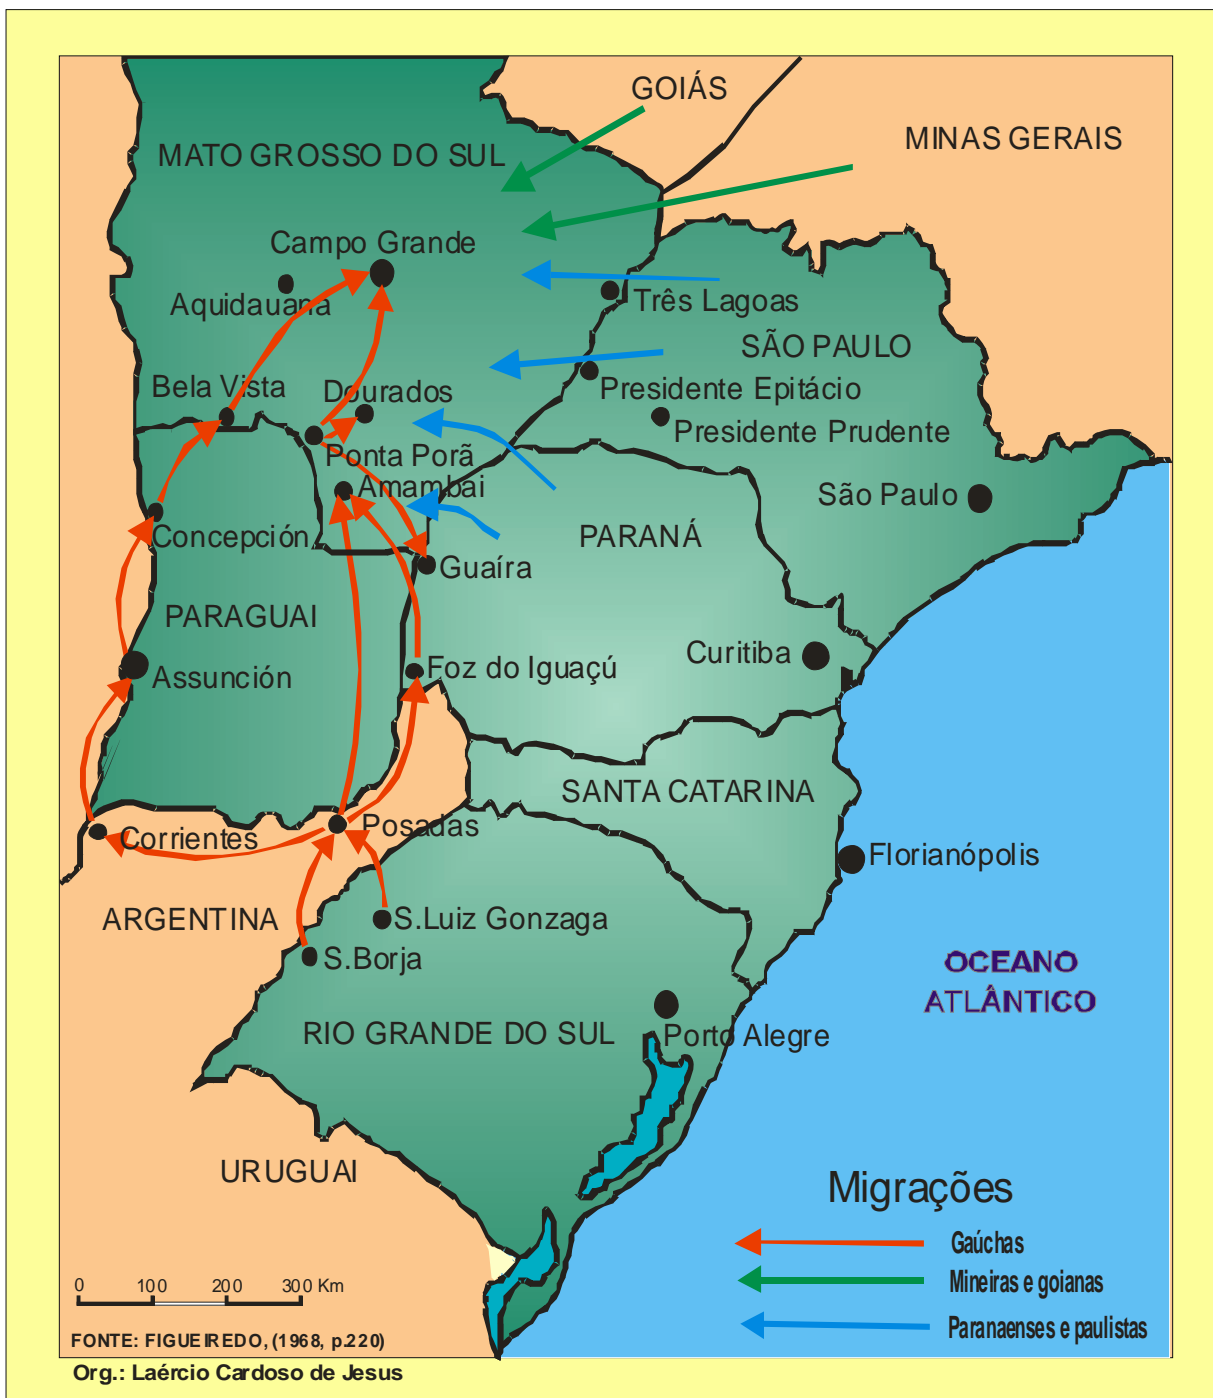 GOIÁS
MINAS GERAIS
MATO GROSSO DO SUL
Campo Grande
Aquidauana
Três Lagoas
SÃO PAULO
Bela Vista
Dourados
Presidente Epitácio
Presidente Prudente
Ponta Porã
Amambai
São Paulo
Concepción
PARANÁ
Guaíra
PARAGUAI
Curitiba
Assunción
Foz do Iguaçú
SANTA CATARINA
Corrientes
Posadas
Florianópolis
ARGENTINA
S.Luiz Gonzaga
S.Borja
OCEANO
ATLÂNTICO
RIO GRANDE DO SUL
Porto Alegre
URUGUAI
Migrações
Gaúchas
Mineiras e goianas
Paranaenses e paulistas
0 100 200 300 Km
FONTE: FIGUEIREDO, (1968, p.220)
Org.: Laércio Cardoso de Jesus